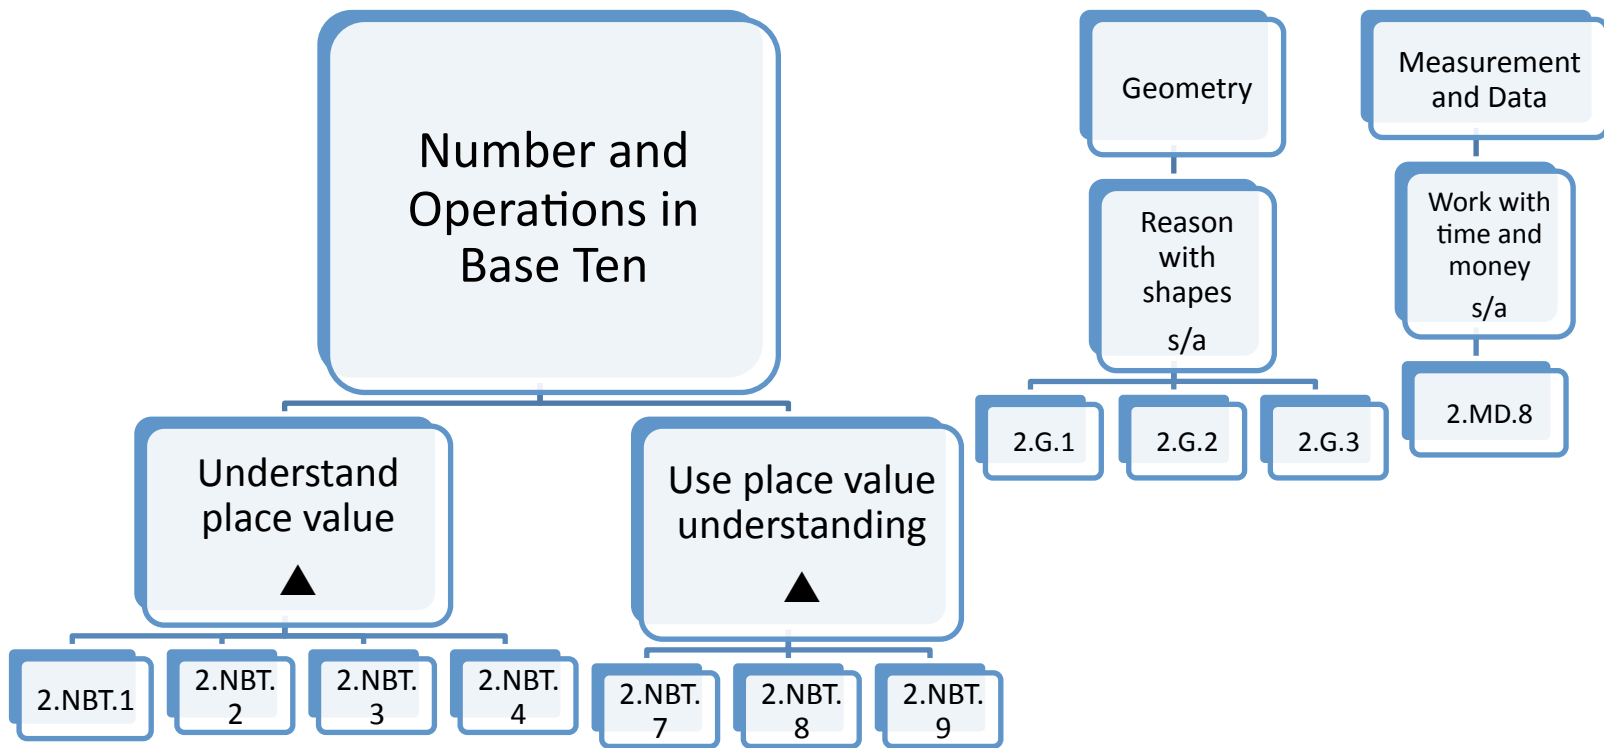 Number and
Operations in
Base Ten
Understand
place value
▲
2.NBT.1
2.NBT.
2
2.NBT.
3
2.NBT.
4
Use place value
understanding
▲
2.NBT.
7
2.NBT.
8
2.NBT.
9
Geometry
Reason
with
shapes
s/a
2.G.1
2.G.2
2.G.3
Measurement
and Data
Work with
time and
money
s/a
2.MD.8